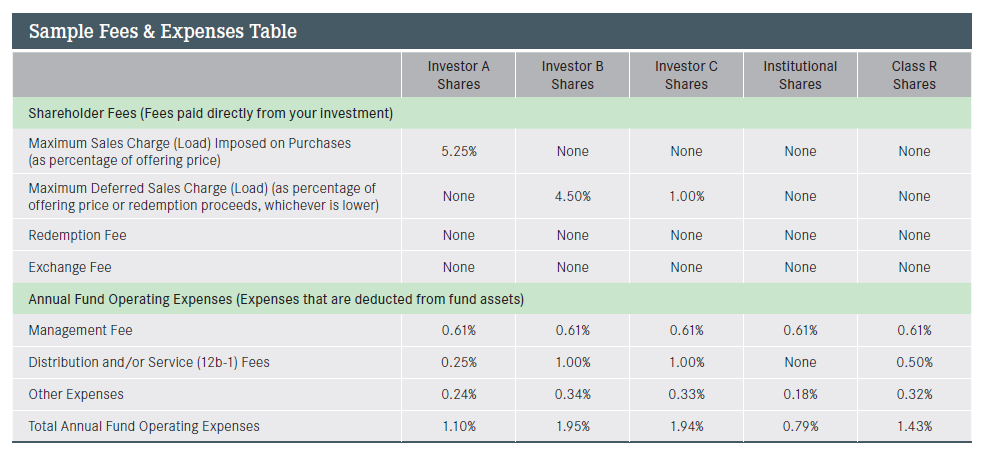 Sample Fees & Expenses Table
Investor A Shares Investor B Shares Investor C Shares Institutional Shares Class R Shares
Shareholder Fees (Fees paid directly from your investment)
Maximum Sales Charge (Load) Imposed on Purchases
(as percentage of offering price) 5.25% None None None None
Maximum Deferred Sales Charge (Load) (as percentage of
offering price or redemption proceeds, whichever is lower) None 4.50% 1.00% None None
Redemption Fee None None None None None
Exchange Fee None None None None None
Annual Fund Operating Expenses (Expenses that are deducted from fund assets)
Management Fee 0.61% 0.61% 0.61% 0.61% 0.61%
Distribution and/or Service (12b-1) Fees 0.25% 1.00% 1.00% None 0.50%
Other Expenses 0.24% 0.34% 0.33% 0.18% 0.32%
Total Annual Fund Operating Expenses 1.10% 1.95% 1.94% 0.79% 1.43%